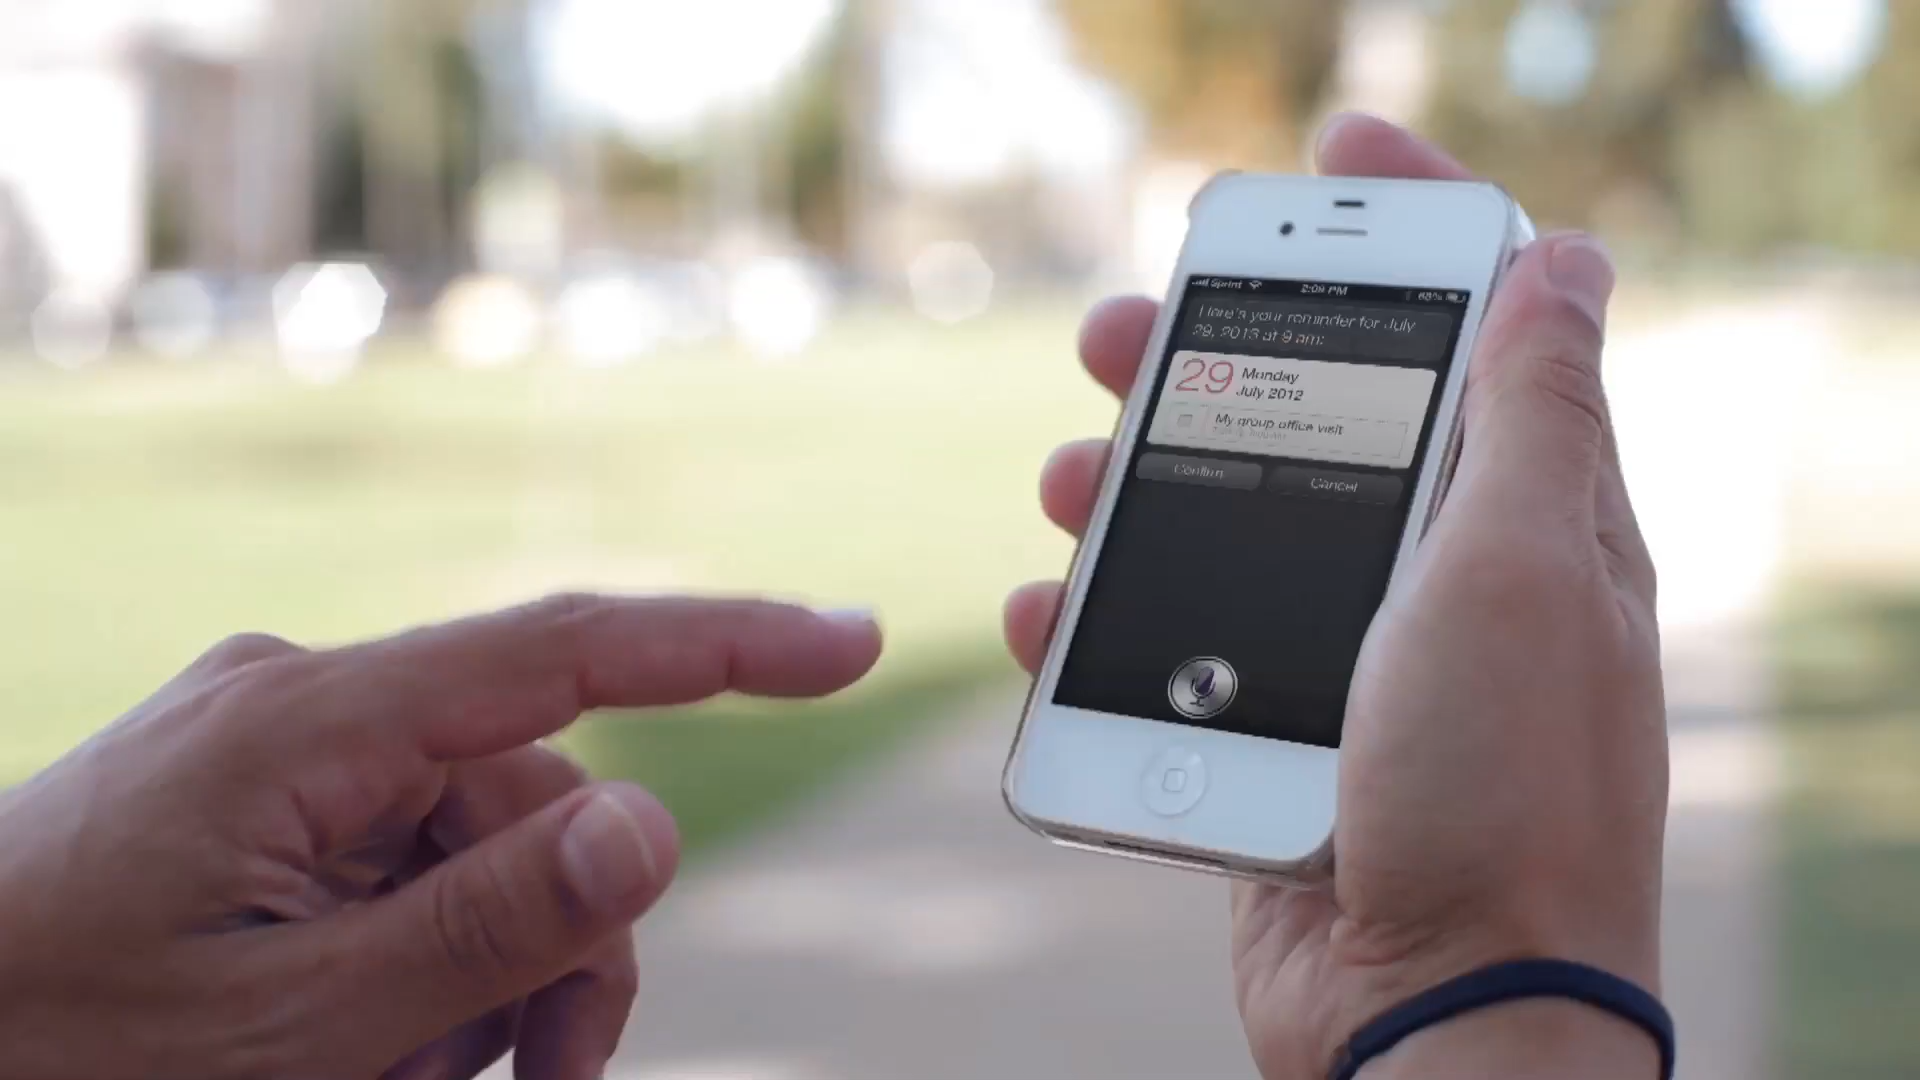 Sprint 2:09 PM 68%
Here's your reminder for July
29, 2013 at 9 am:
29 Monday
July 2012
My group office visit
Confirm Cancel